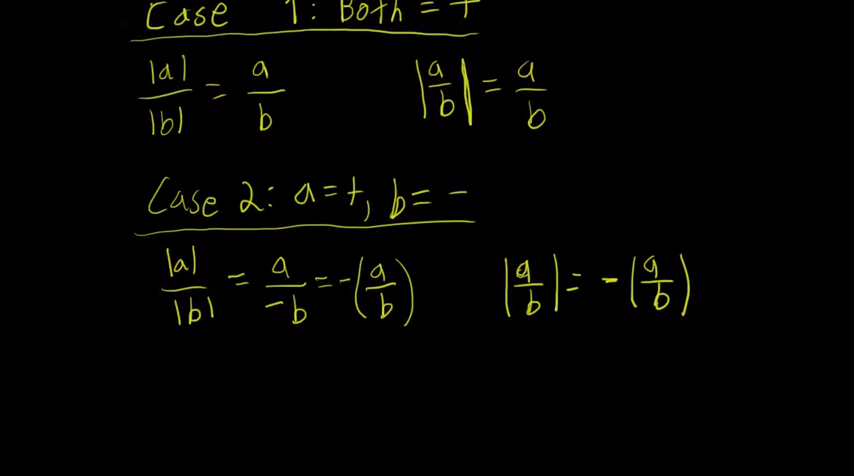 Case 1: Both = +
|a|/|b| = a/b    |a/b| = a/b
Case 2: a = +, b = -
|a|/|b| = a/-b = -(a/b)    |a/b| = -(a/b)